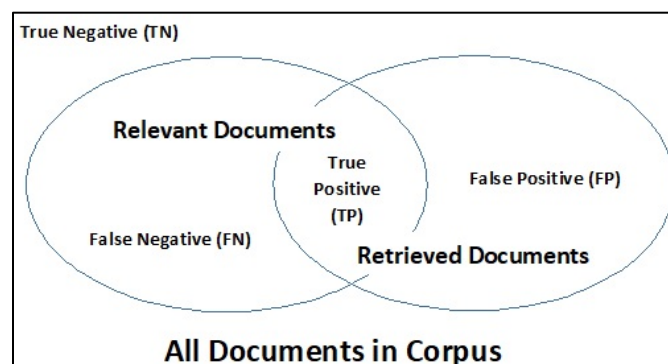 True Negative (TN)
Relevant Documents
True
Positive
(TP)
False Positive (FP)
False Negative (FN)
Retrieved Documents
All Documents in Corpus